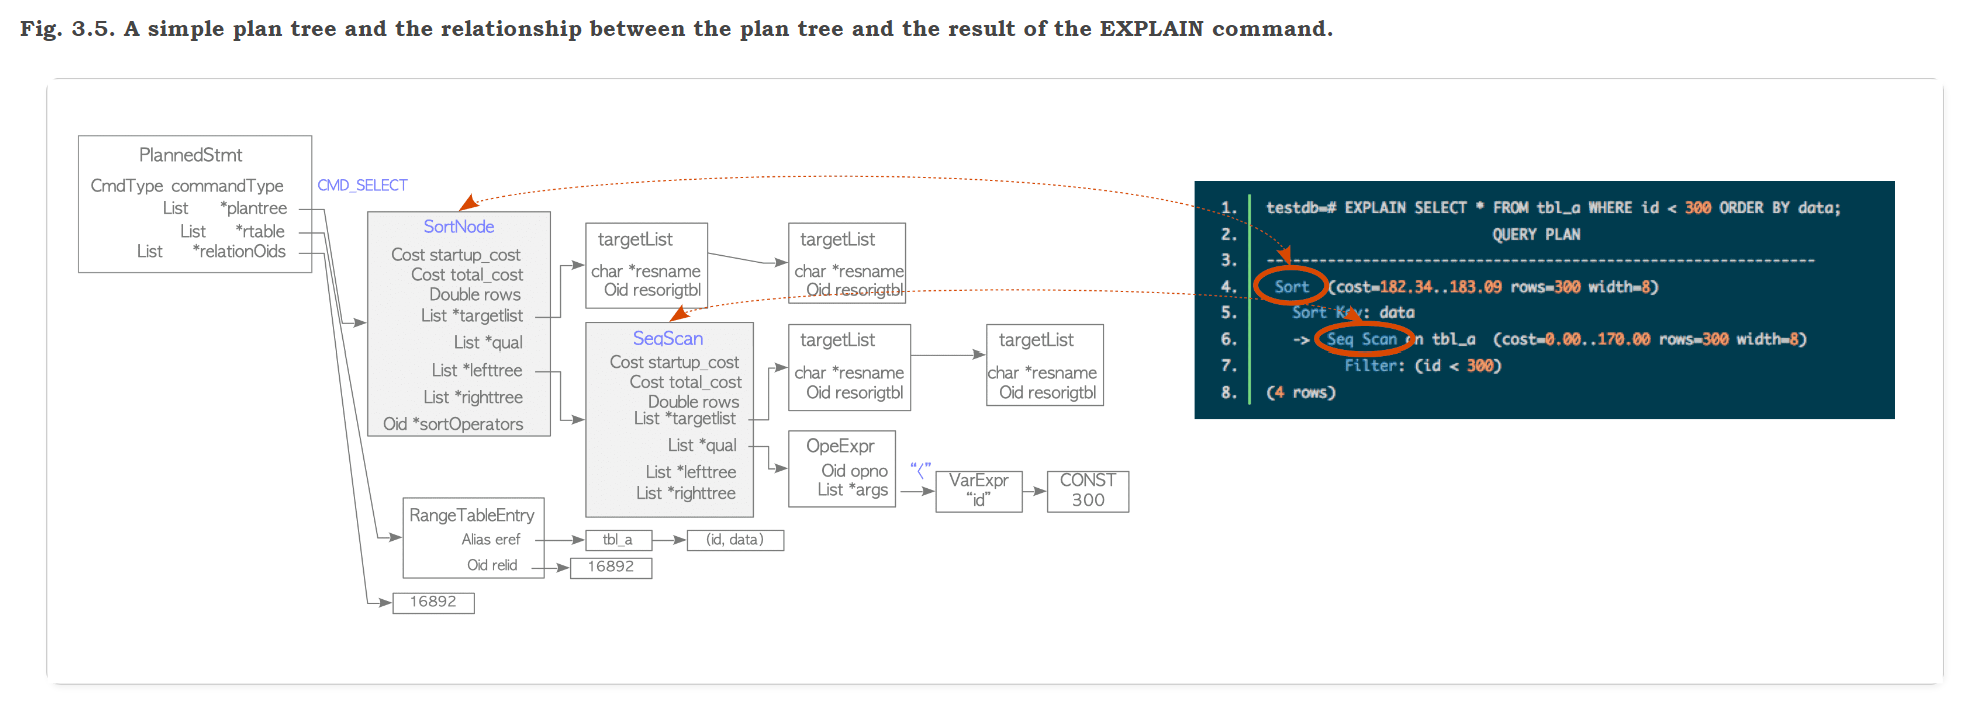 Fig. 3.5. A simple plan tree and the relationship between the plan tree and the result of the EXPLAIN command.
PlannedStmt
CmdType commandType
List *plantree
List *rtable
List *relationOids
CMD_SELECT
SortNode
Cost startup_cost
Cost total_cost
Double rows
List *targetlist
List *qual
List *lefttree
List *righttree
Oid *sortOperators
targetList
char *resname
Oid resorigtbl
targetList
char *resname
Oid resorigtbl
SeqScan
Cost startup_cost
Cost total_cost
Double rows
List *targetlist
List *qual
List *lefttree
List *righttree
targetList
char *resname
Oid resorigtbl
targetList
char *resname
Oid resorigtbl
OpeExpr
Oid opno
List *args
“<”
VarExpr
“id”
CONST
300
RangeTableEntry
Alias eref
Oid relid
tbl_a
(id, data)
16892
16892
1. testdb=# EXPLAIN SELECT * FROM tbl_a WHERE id < 300 ORDER BY data;
2. QUERY PLAN
3. -----------------------------------------------------------
4. Sort (cost=182.34..183.09 rows=300 width=8)
5. Sort Key: data
6. -> Seq Scan on tbl_a (cost=0.00..170.00 rows=300 width=8)
7. Filter: (id < 300)
8. (4 rows)